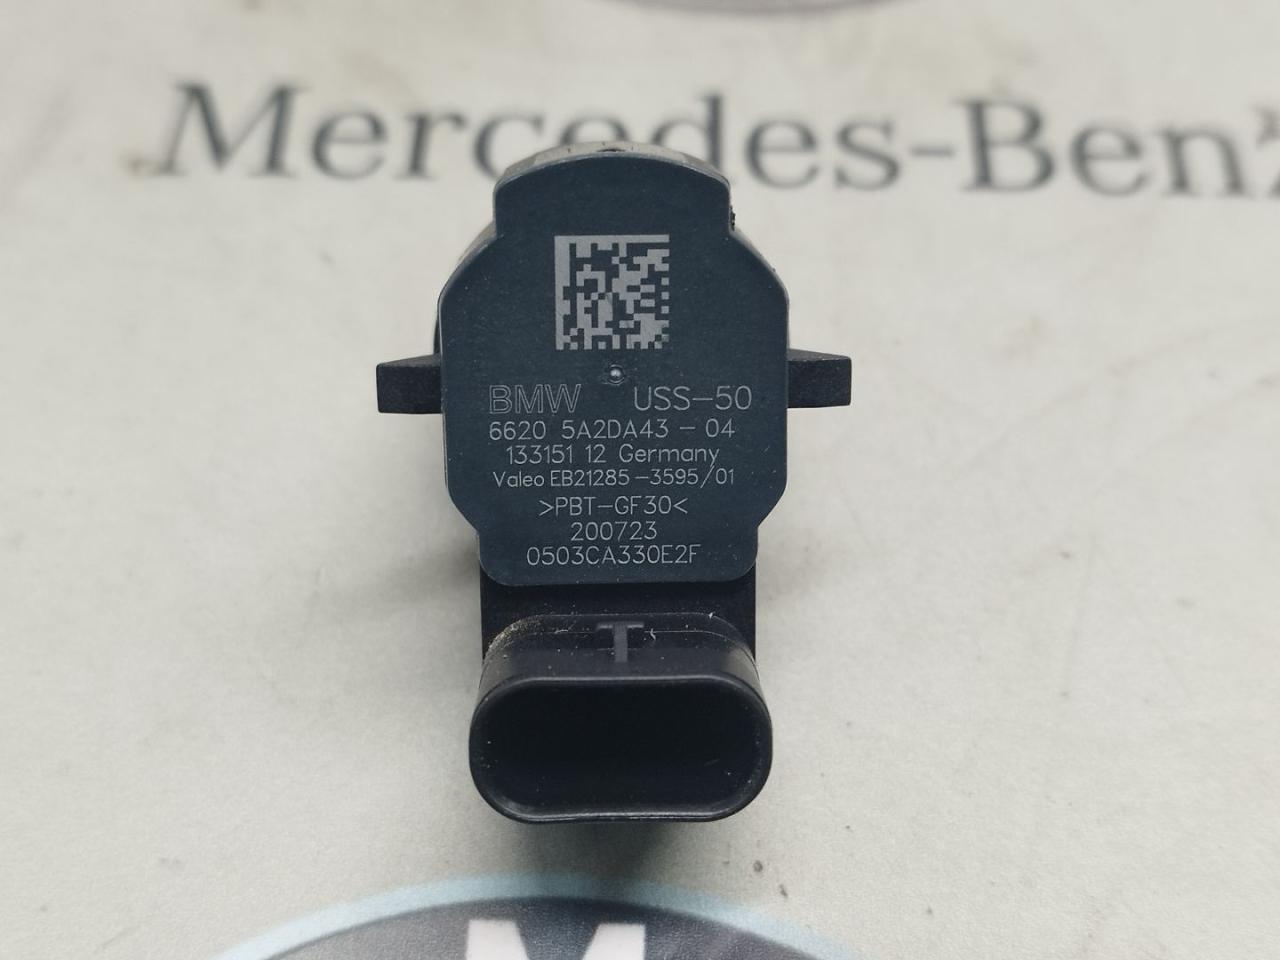 Mercedes-Benz
BMW USS-50
6620 5A2DA43 - 04
133151 12 Germany
Valeo EB21285-3595/01
>PBT-GF30<
200723
0503CA330E2F